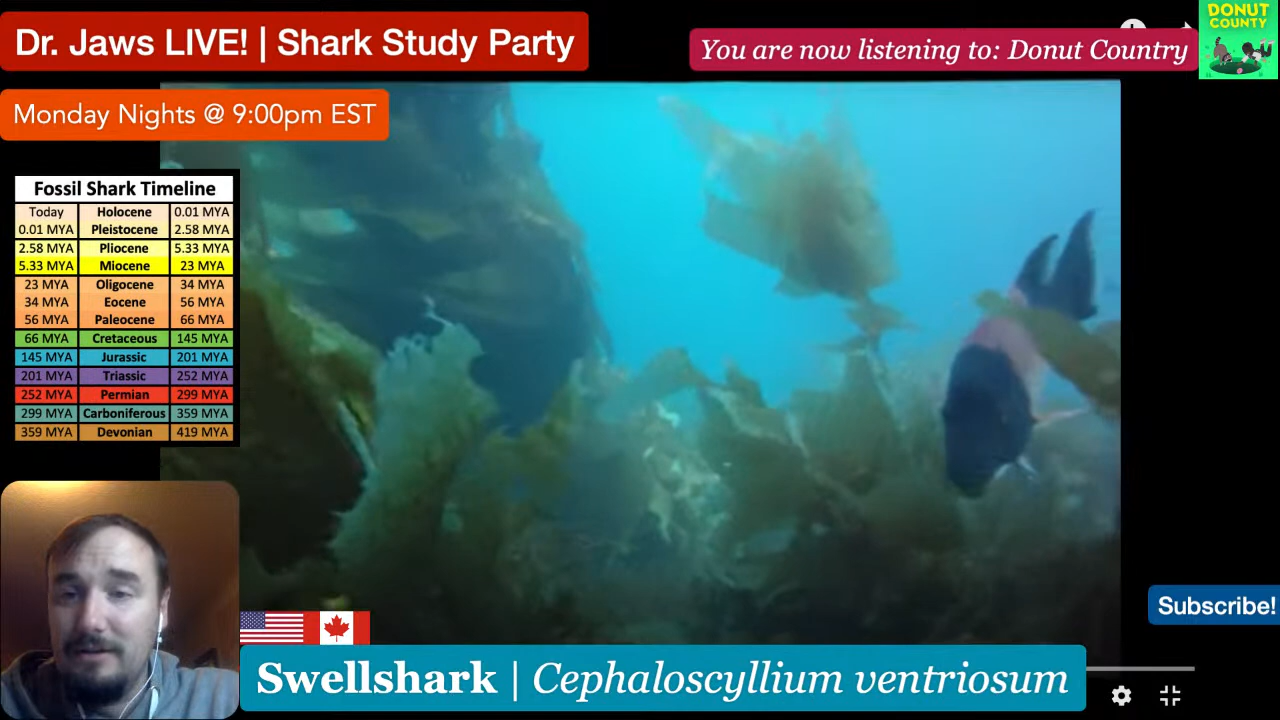 Dr. Jaws LIVE! | Shark Study Party
You are now listening to: Donut Country
DONUT
COUNTY
Monday Nights @ 9:00pm EST
Fossil Shark Timeline
Today Holocene 0.01 MYA
0.01 MYA Pleistocene 2.58 MYA
2.58 MYA Pliocene 5.33 MYA
5.33 MYA Miocene 23 MYA
23 MYA Oligocene 34 MYA
34 MYA Eocene 56 MYA
56 MYA Paleocene 66 MYA
66 MYA Cretaceous 145 MYA
145 MYA Jurassic 201 MYA
201 MYA Triassic 252 MYA
252 MYA Permian 299 MYA
299 MYA Carboniferous 359 MYA
359 MYA Devonian 419 MYA
Subscribe!
Swellshark | Cephaloscyllium ventriosum